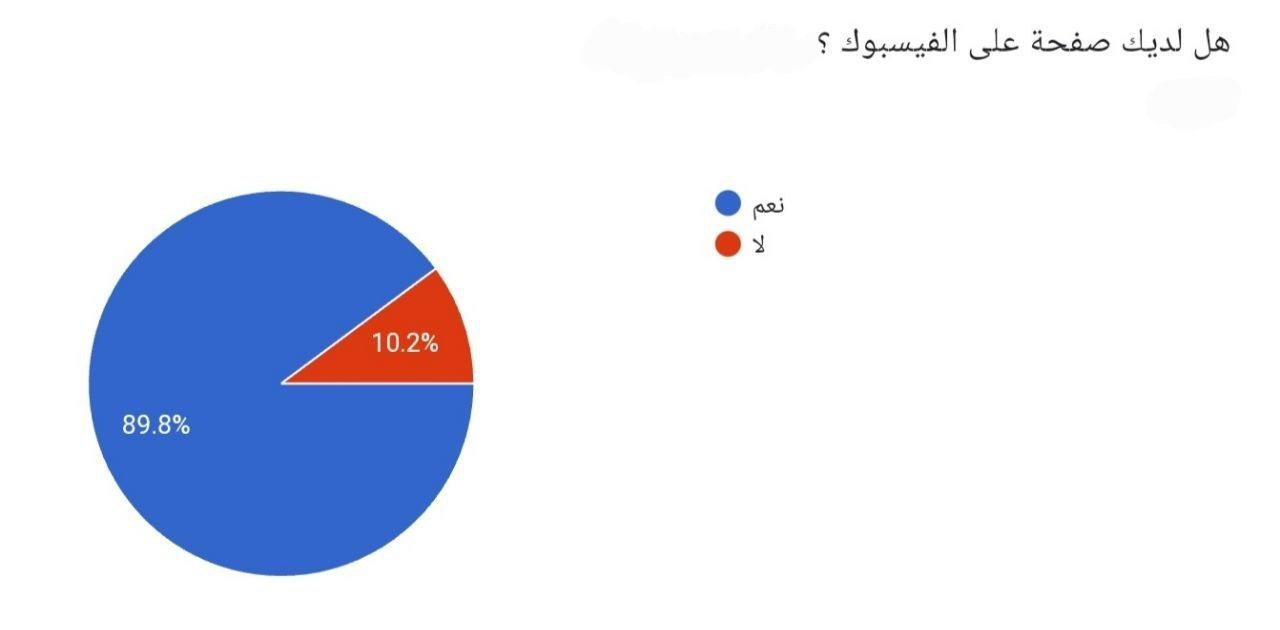 هل لديك صفحة على الفيسبوك ؟
نعم
لا
10.2%
89.8%